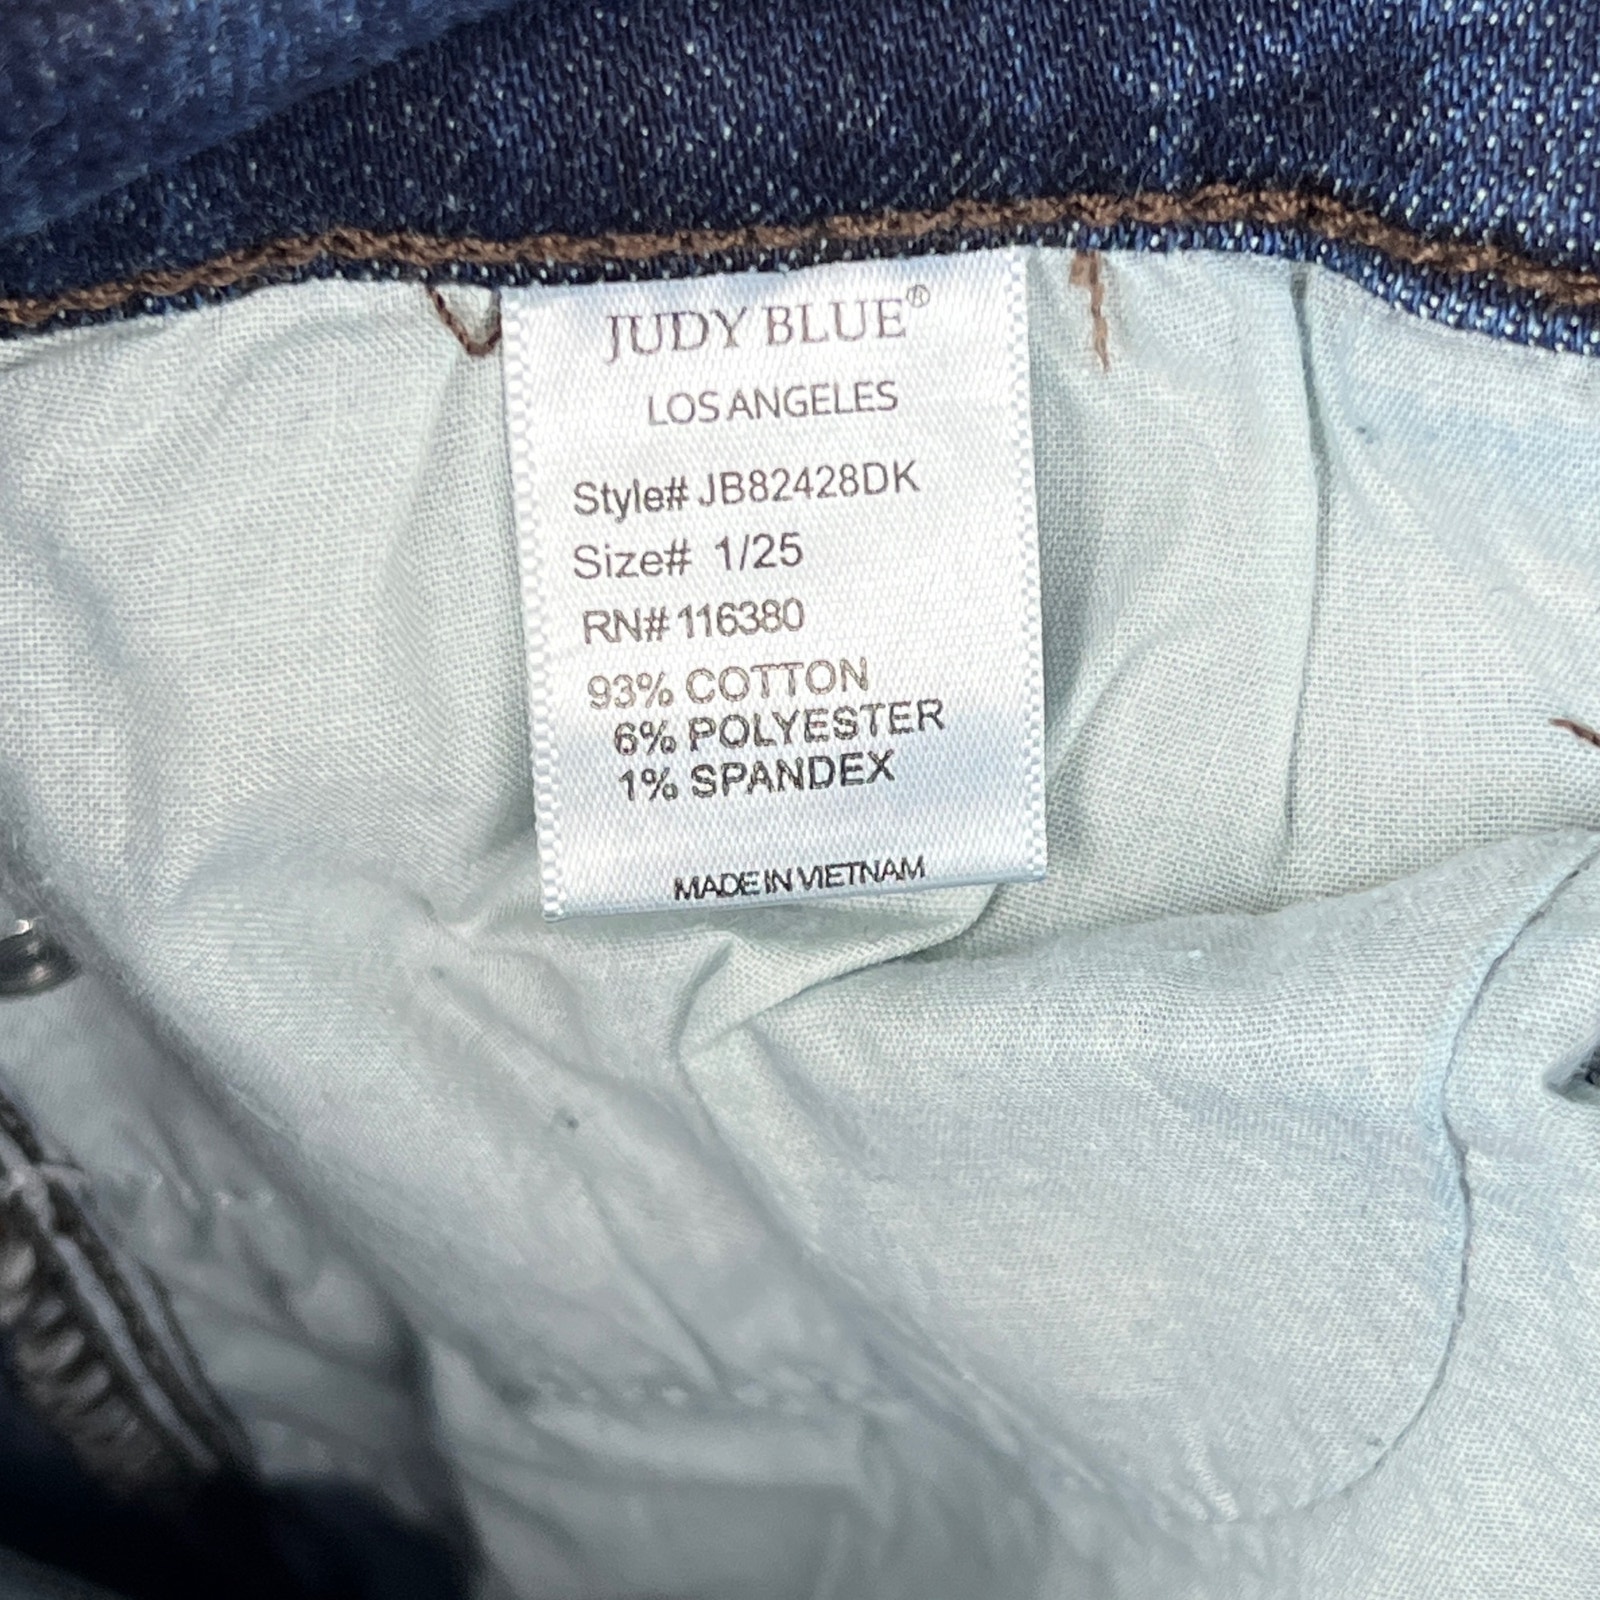 JUDY BLUE®
LOS ANGELES
Style# JB82428DK
Size# 1/25
RN# 116380
93% COTTON
6% POLYESTER
1% SPANDEX
MADE IN VIETNAM